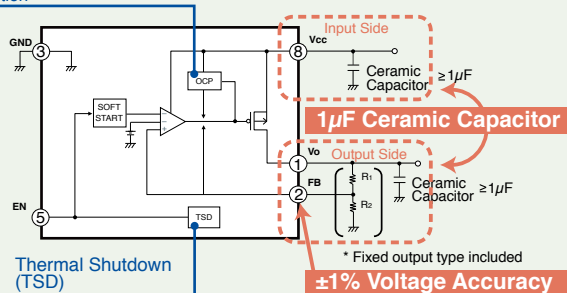 GND
3
Vcc
8
Input Side
Ceramic
Capacitor
≥1µF
OCP
SOFT
START
1µF Ceramic Capacitor
Vo
1
Output Side
FB
2
R1
R2
Ceramic
Capacitor
≥1µF
EN
5
TSD
* Fixed output type included
Thermal Shutdown
(TSD)
±1% Voltage Accuracy